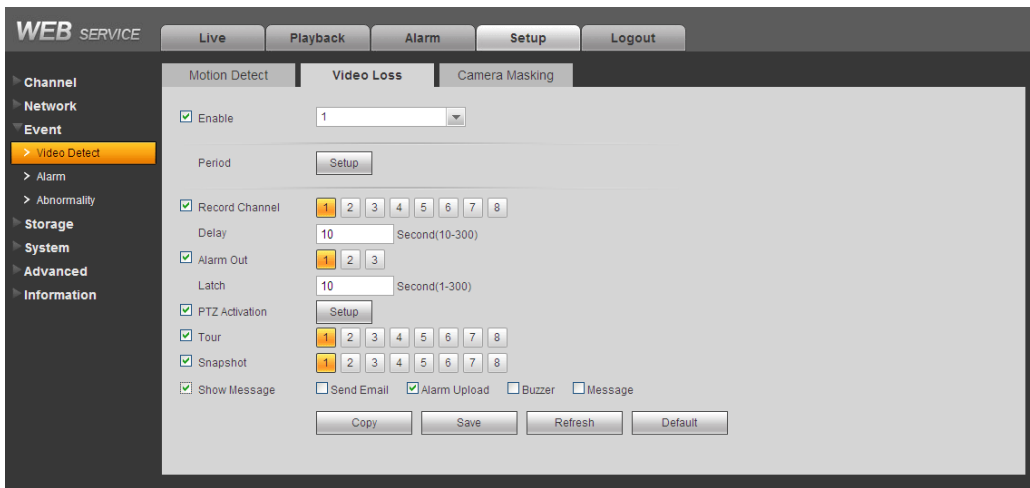 WEB SERVICE
Live Playback Alarm Setup Logout
Channel
Network
Event
> Video Detect
> Alarm
> Abnormality
Storage
System
Advanced
Information
Motion Detect Video Loss Camera Masking
Enable 1
Period Setup
Record Channel 1 2 3 4 5 6 7 8
Delay 10 Second(10-300)
Alarm Out 1 2 3
Latch 10 Second(1-300)
PTZ Activation Setup
Tour 1 2 3 4 5 6 7 8
Snapshot 1 2 3 4 5 6 7 8
Show Message Send Email Alarm Upload Buzzer Message
Copy Save Refresh Default